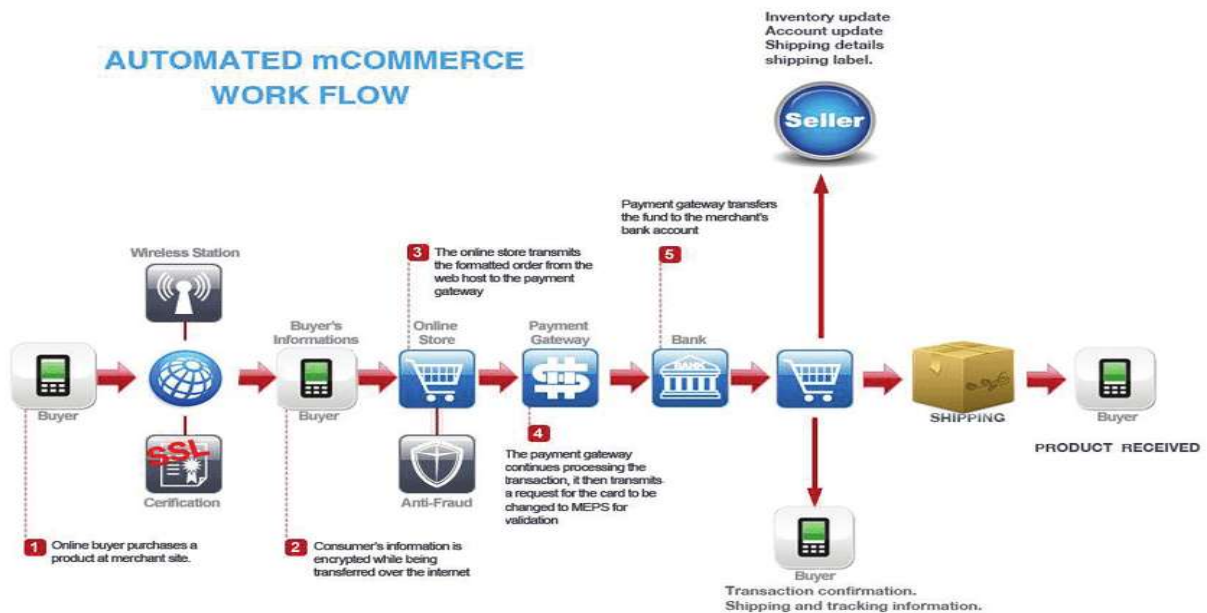 AUTOMATED mCOMMERCE
WORK FLOW
Inventory update
Account update
Shipping details
shipping label.
Seller
Payment gateway transfers
the fund to the merchant's
bank account
5
3
The online store transmits
the formatted order from the
web host to the payment
gateway
Wireless Station
Buyer's
Informations
Online
Store
Payment
Gateway
Bank
BANK
Buyer
Buyer
SHIPPING
Buyer
PRODUCT RECEIVED
SSL
Cerification
Anti-Fraud
4
The payment gateway
continues processing the
transaction, it then transmits
a request for the card to be
changed to MEPS for
validation
1
Online buyer purchases a
product at merchant site.
2
Consumer's information is
encrypted while being
transferred over the internet
Buyer
Transaction confirmation.
Shipping and tracking information.